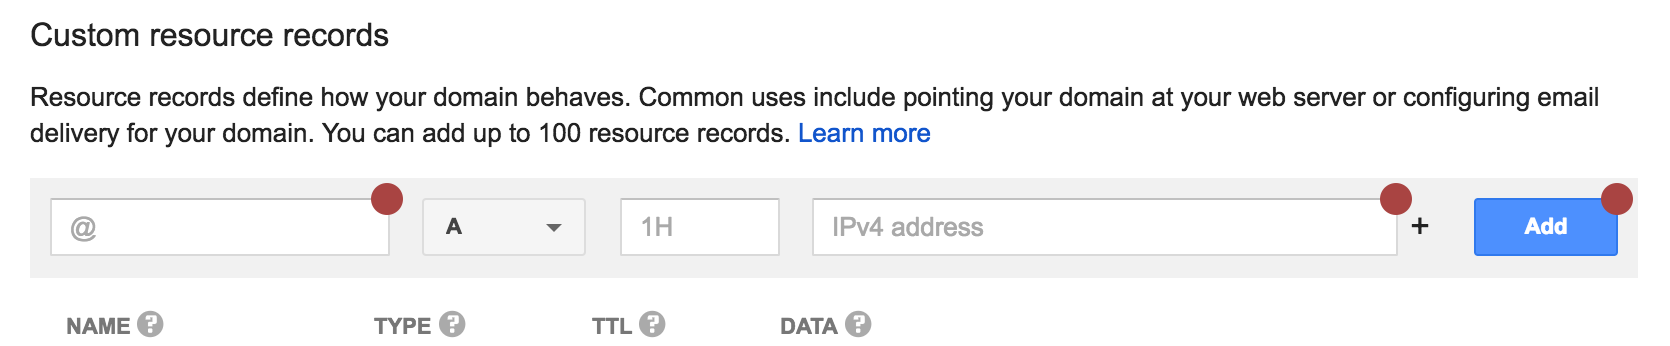 Custom resource records
Resource records define how your domain behaves. Common uses include pointing your domain at your web server or configuring email
delivery for your domain. You can add up to 100 resource records. Learn more
@ A 1H IPv4 address + Add
NAME ? TYPE ? TTL ? DATA ?